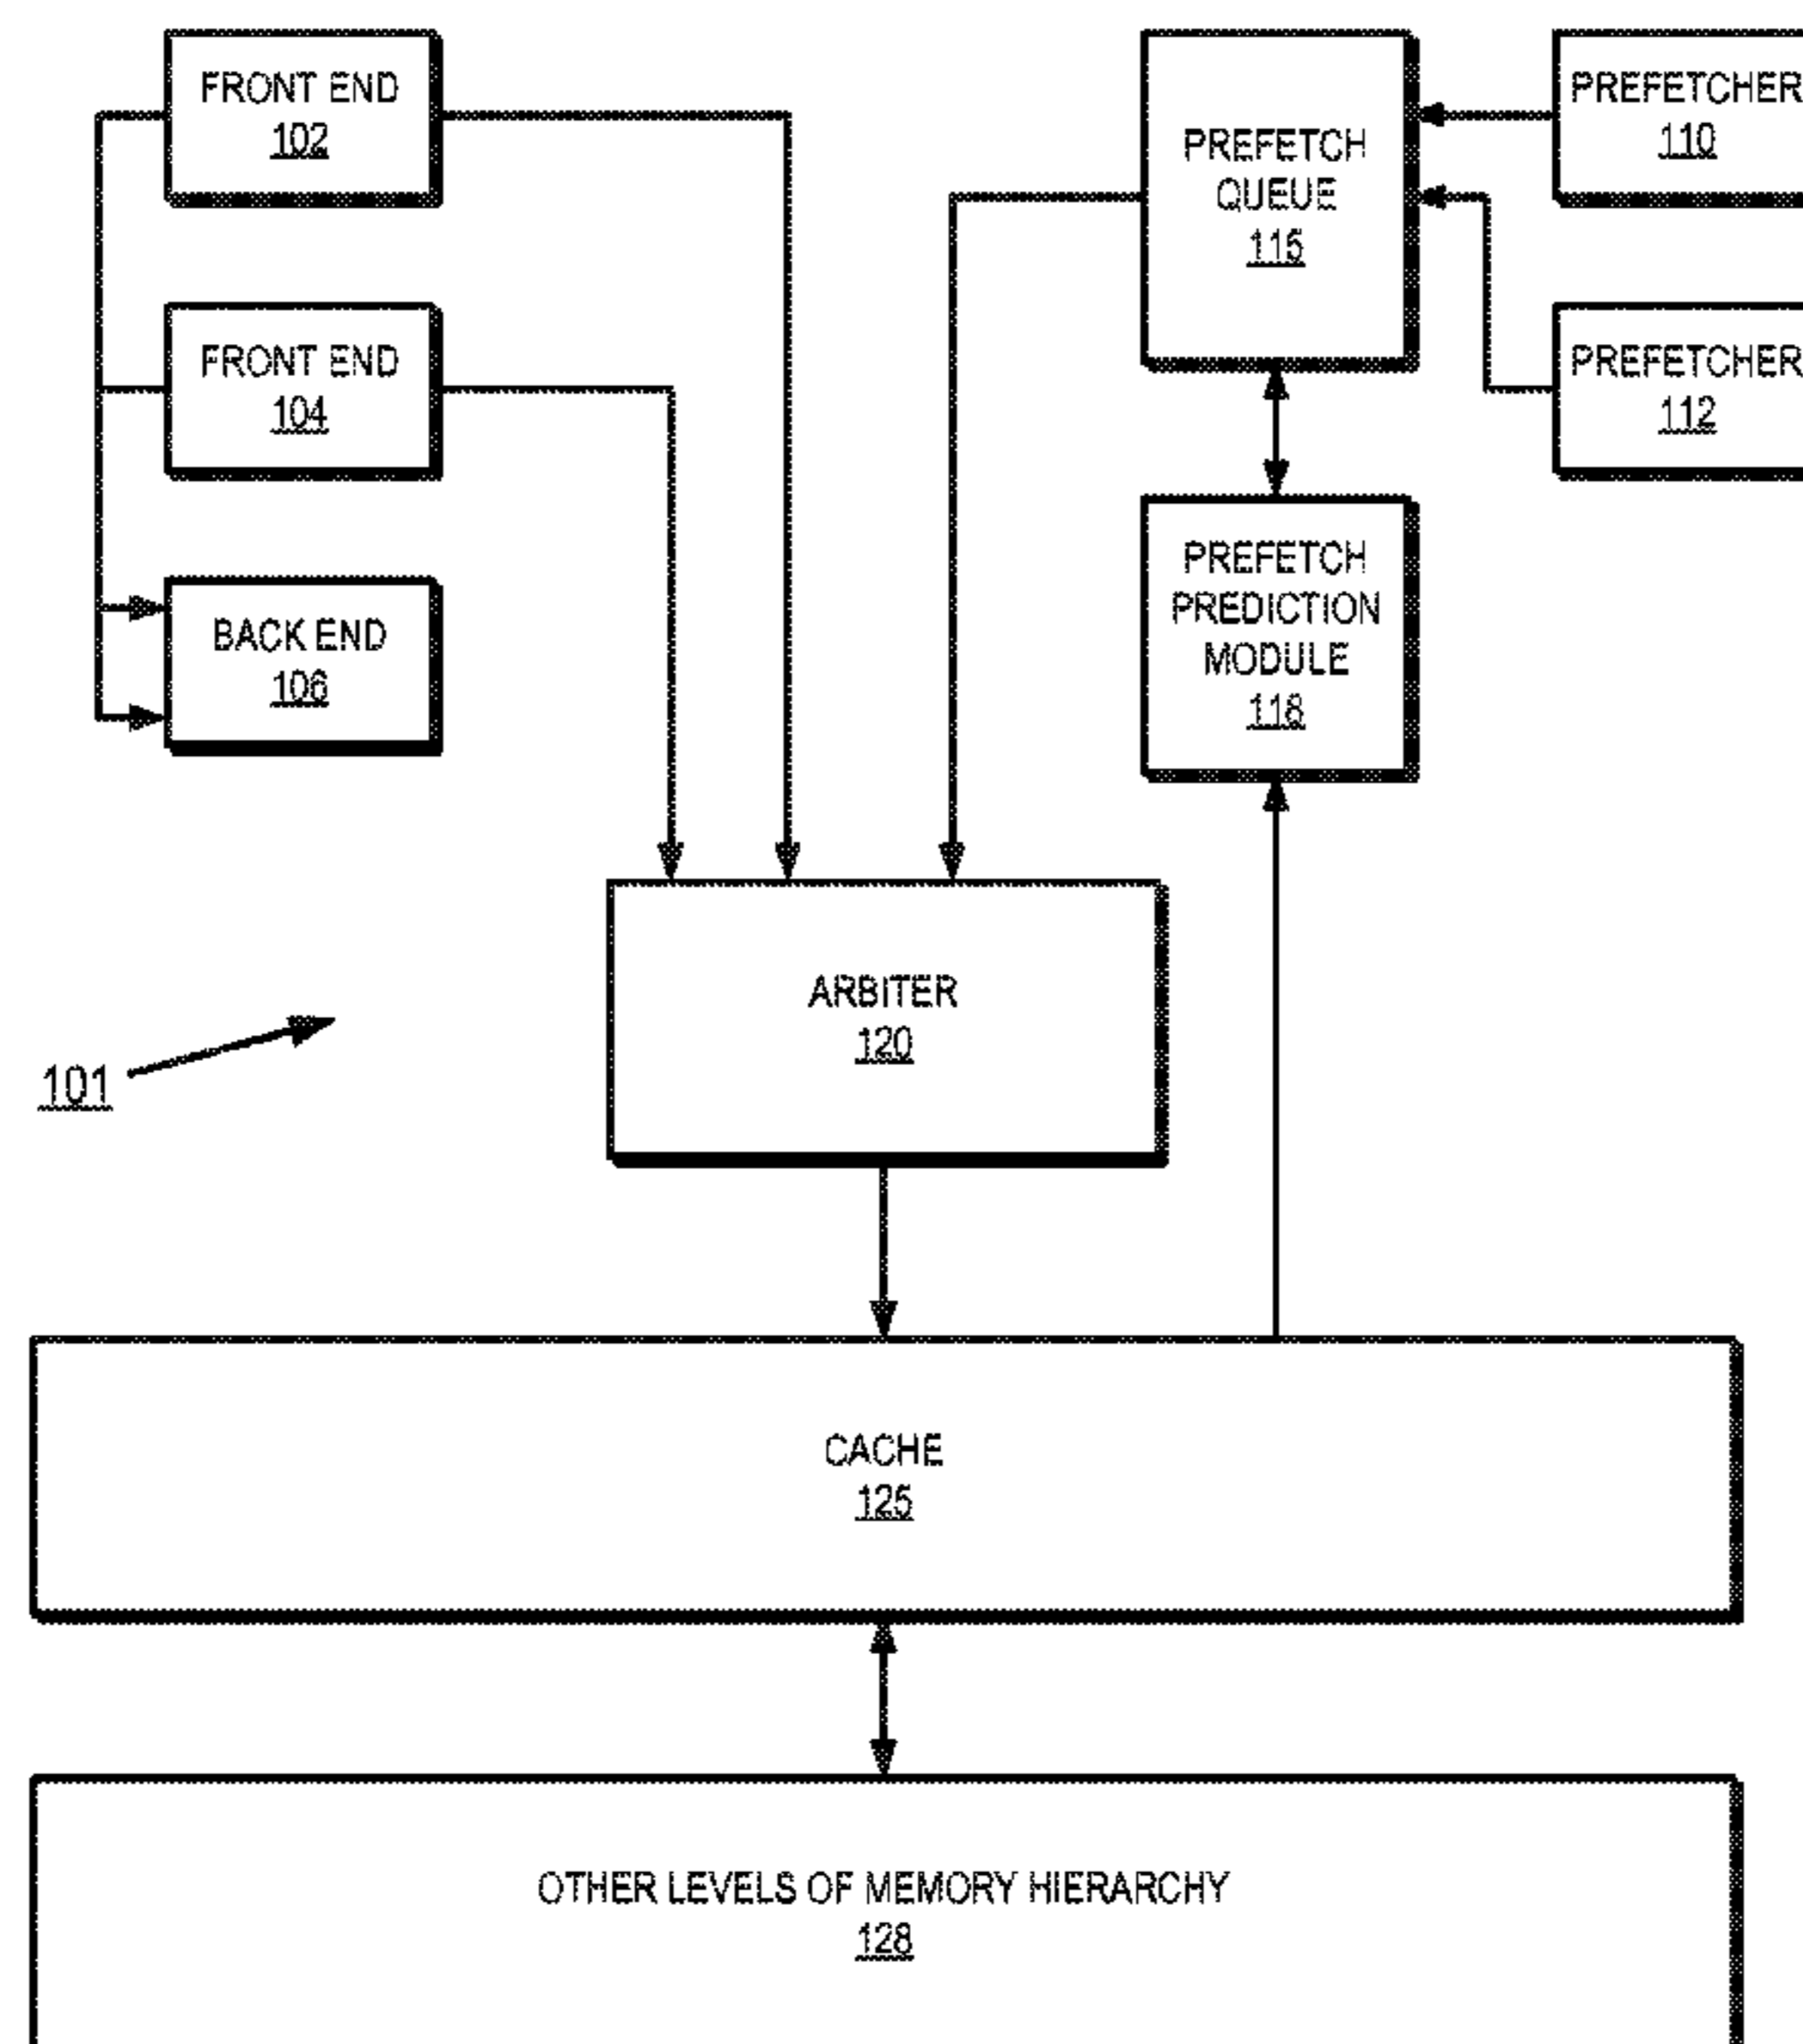 FRONT END
102
PREFETCH
QUEUE
115
PREFETCHER
110
FRONT END
104
PREFETCHER
112
BACK END
106
PREFETCH
PREDICTION
MODULE
118
ARBITER
120
101
CACHE
125
OTHER LEVELS OF MEMORY HIERARCHY
128